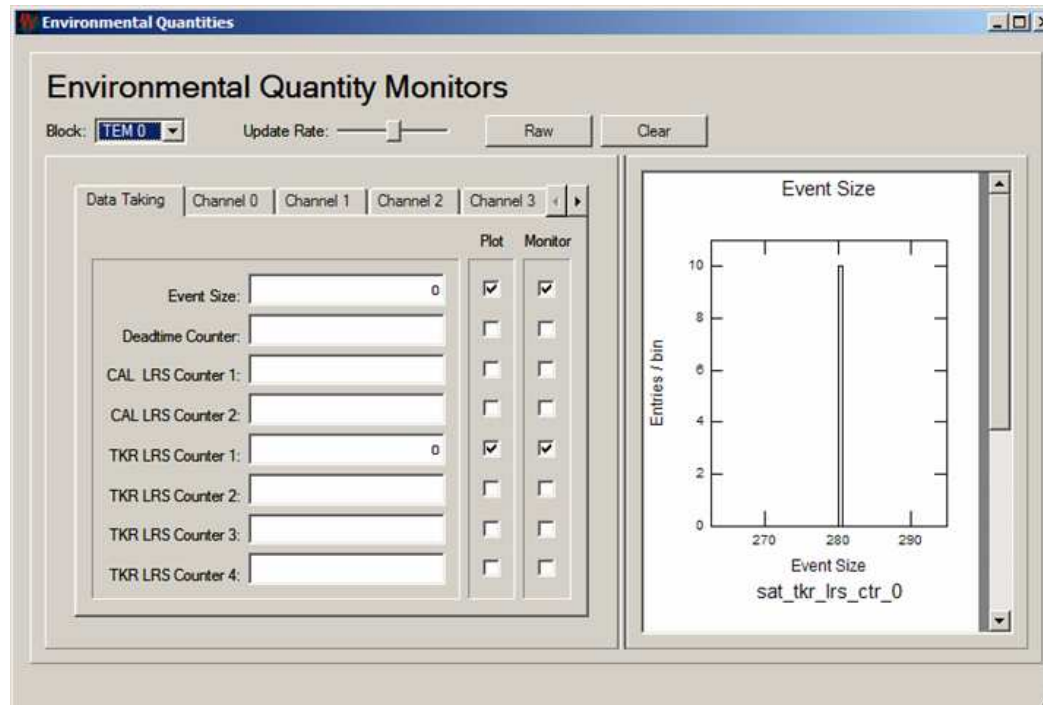 Environmental Quantities
Environmental Quantity Monitors
Block: TEM 0 Update Rate: Raw Clear
Data Taking Channel 0 Channel 1 Channel 2 Channel 3
Plot Monitor
Event Size: 0
Deadtime Counter:
CAL LRS Counter 1:
CAL LRS Counter 2:
TKR LRS Counter 1: 0
TKR LRS Counter 2:
TKR LRS Counter 3:
TKR LRS Counter 4:
Event Size
10
8
6
4
2
0
Entries / bin
270 280 290
Event Size
sat_tkr_lrs_ctr_0